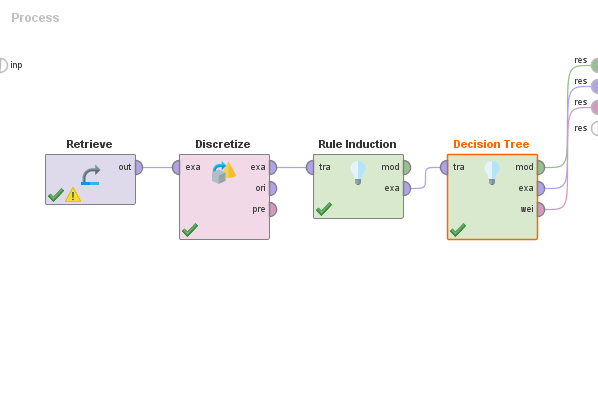 Process
inp
res
res
res
res
Retrieve
Discretize
Rule Induction
Decision Tree
out
exa
exa
ori
pre
tra
mod
exa
tra
mod
exa
wei